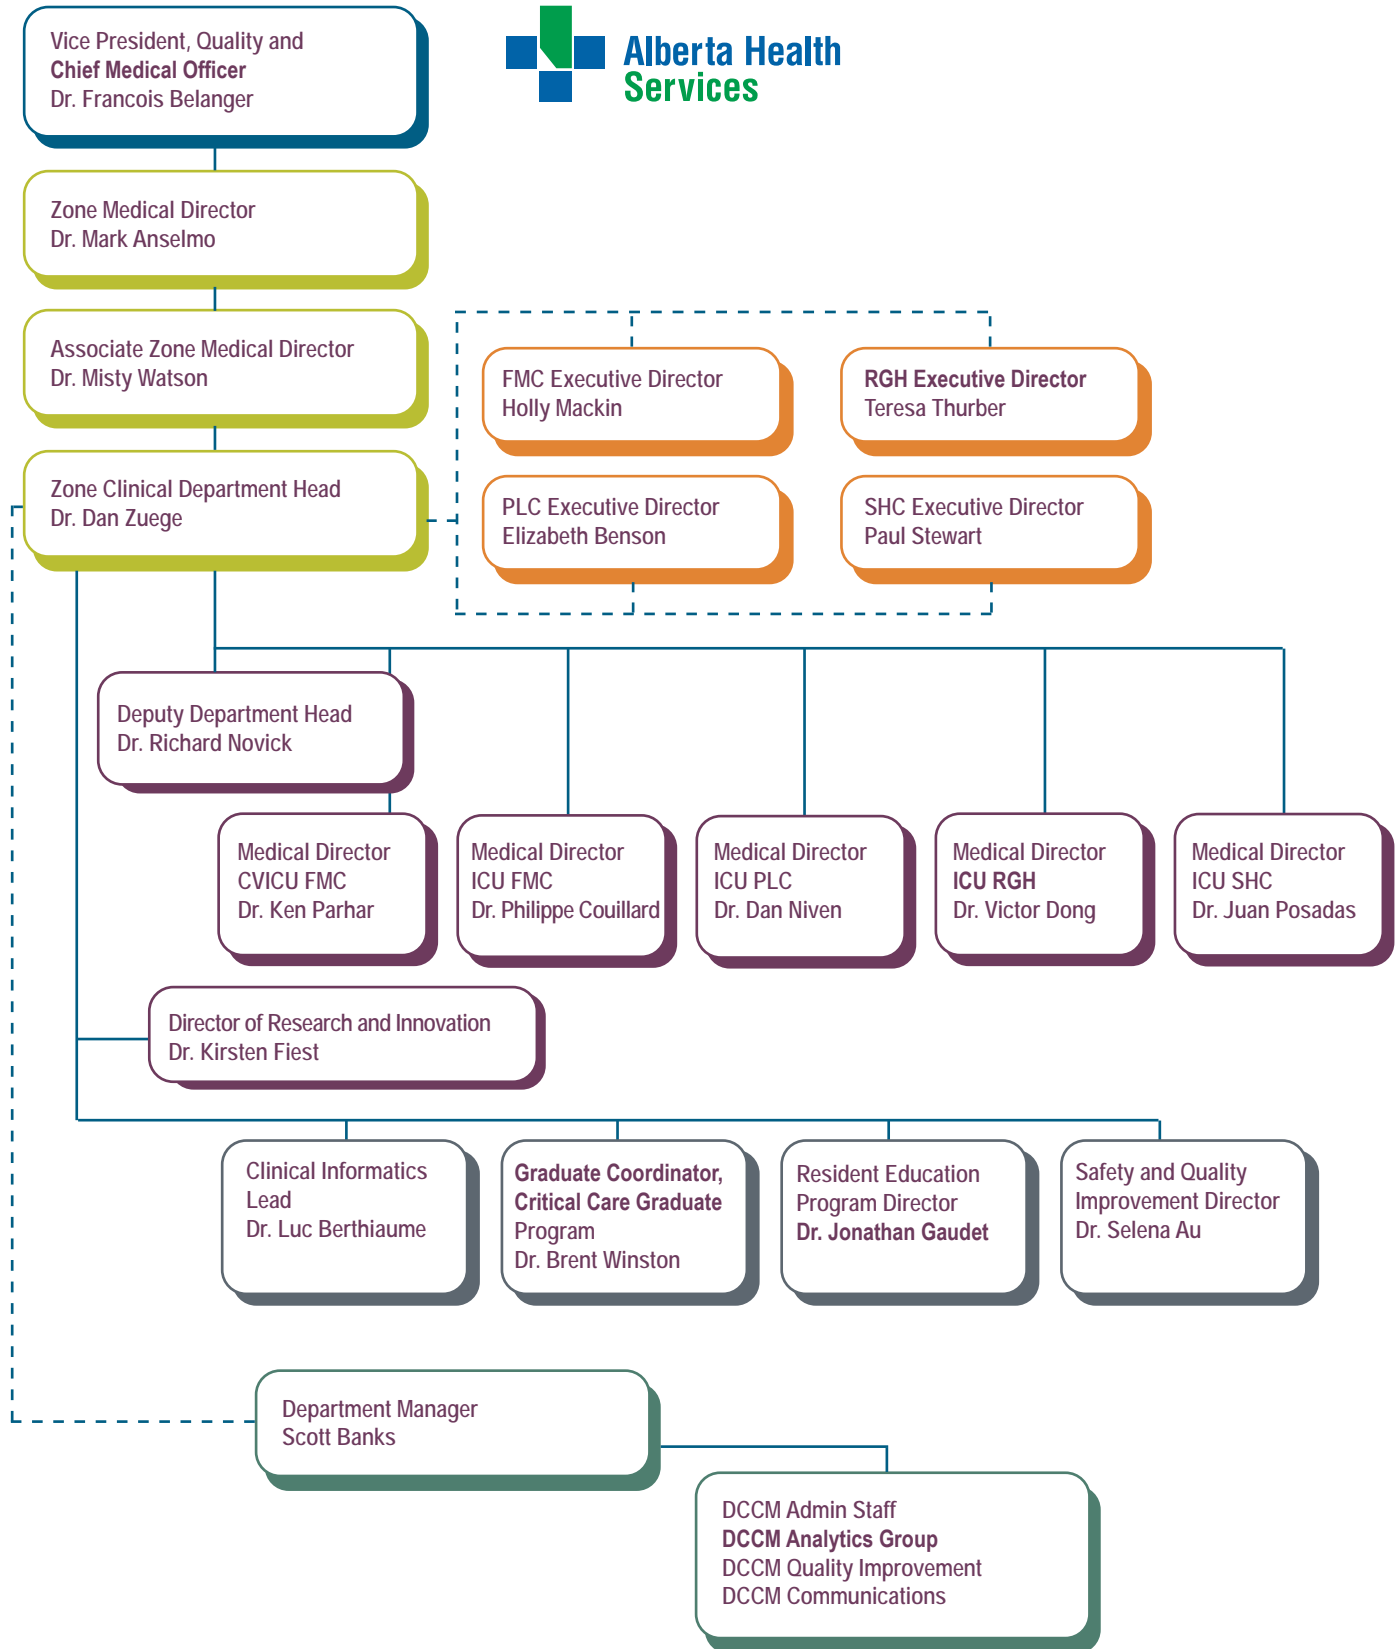 Vice President, Quality and
Chief Medical Officer
Dr. Francois Belanger
Alberta Health
Services
Zone Medical Director
Dr. Mark Anselmo
Associate Zone Medical Director
Dr. Misty Watson
FMC Executive Director
Holly Mackin
RGH Executive Director
Teresa Thurber
Zone Clinical Department Head
Dr. Dan Zuege
PLC Executive Director
Elizabeth Benson
SHC Executive Director
Paul Stewart
Deputy Department Head
Dr. Richard Novick
Medical Director
CVICU FMC
Dr. Ken Parhar
Medical Director
ICU FMC
Dr. Philippe Couillard
Medical Director
ICU PLC
Dr. Dan Niven
Medical Director
ICU RGH
Dr. Victor Dong
Medical Director
ICU SHC
Dr. Juan Posadas
Director of Research and Innovation
Dr. Kirsten Fiest
Clinical Informatics
Lead
Dr. Luc Berthiaume
Graduate Coordinator,
Critical Care Graduate
Program
Dr. Brent Winston
Resident Education
Program Director
Dr. Jonathan Gaudet
Safety and Quality
Improvement Director
Dr. Selena Au
Department Manager
Scott Banks
DCCM Admin Staff
DCCM Analytics Group
DCCM Quality Improvement
DCCM Communications